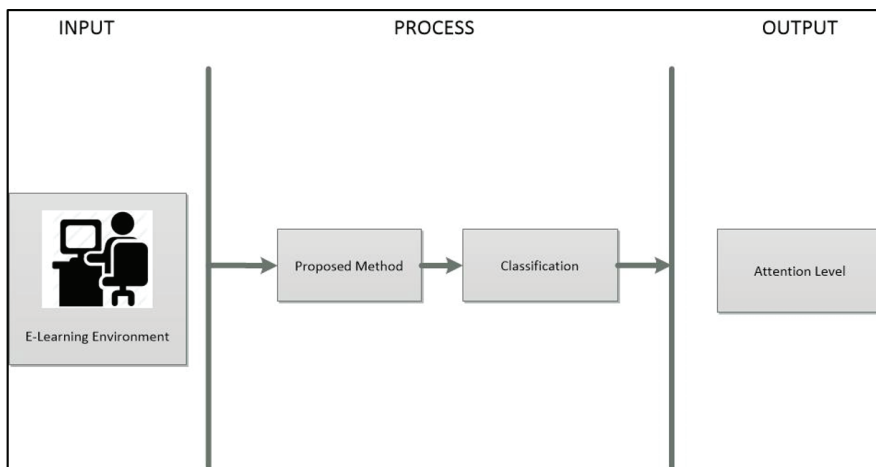 INPUT
PROCESS
OUTPUT
E-Learning Environment
Proposed Method
Classification
Attention Level